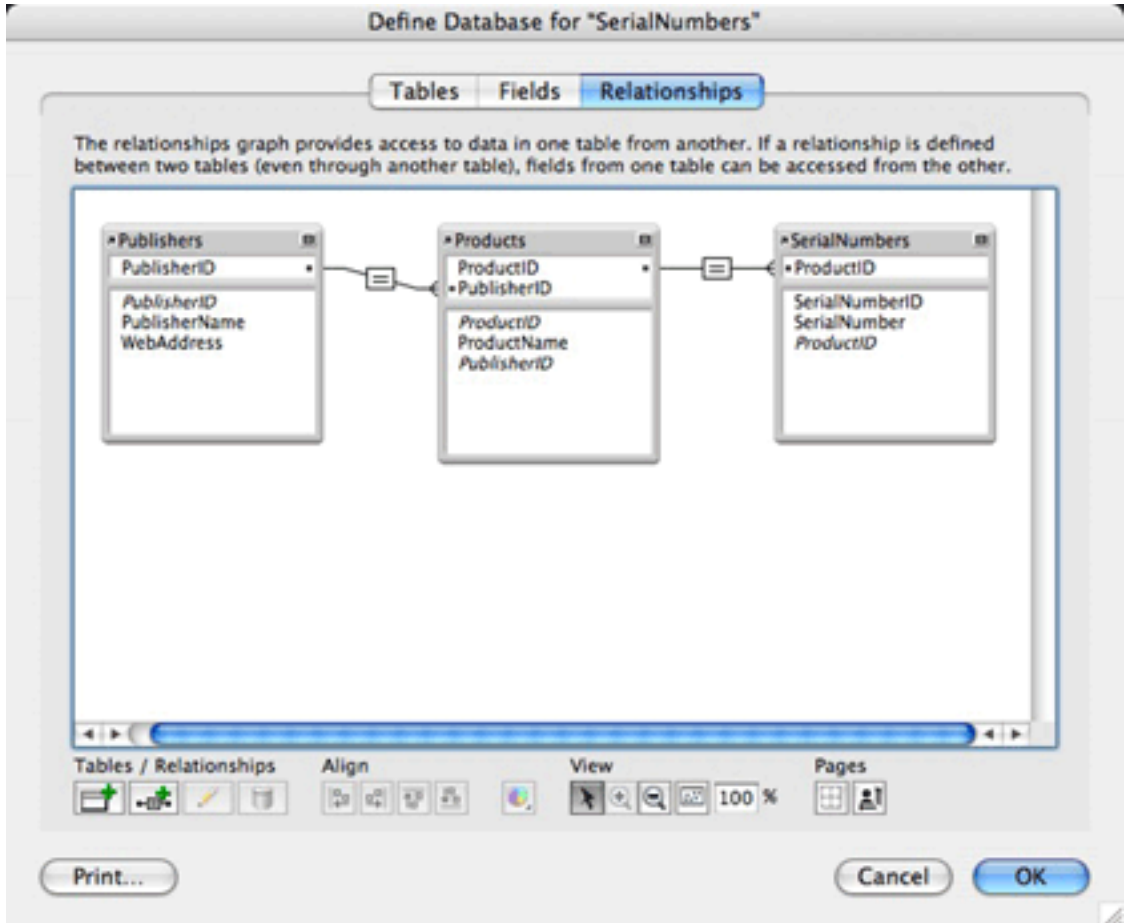 Define Database for "SerialNumbers"
Tables Fields Relationships
The relationships graph provides access to data in one table from another. If a relationship is defined
between two tables (even through another table), fields from one table can be accessed from the other.
Publishers
PublisherID
PublisherID
PublisherName
WebAddress
=
Products
ProductID
PublisherID
ProductID
ProductName
PublisherID
=
SerialNumbers
ProductID
SerialNumberID
SerialNumber
ProductID
Tables / Relationships Align View Pages
100 %
Print... Cancel OK